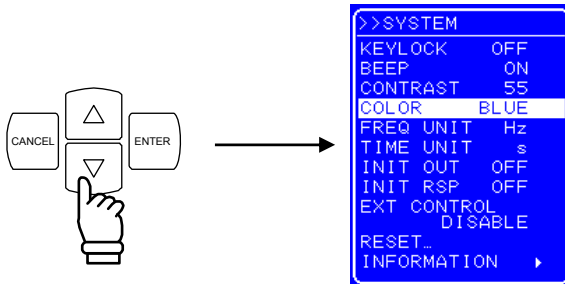 CANCEL
ENTER
>>SYSTEM
KEYLOCK OFF
BEEP ON
CONTRAST 55
COLOR BLUE
FREQ UNIT Hz
TIME UNIT s
INIT OUT OFF
INIT RSP OFF
EXT CONTROL
DISABLE
RESET…
INFORMATION